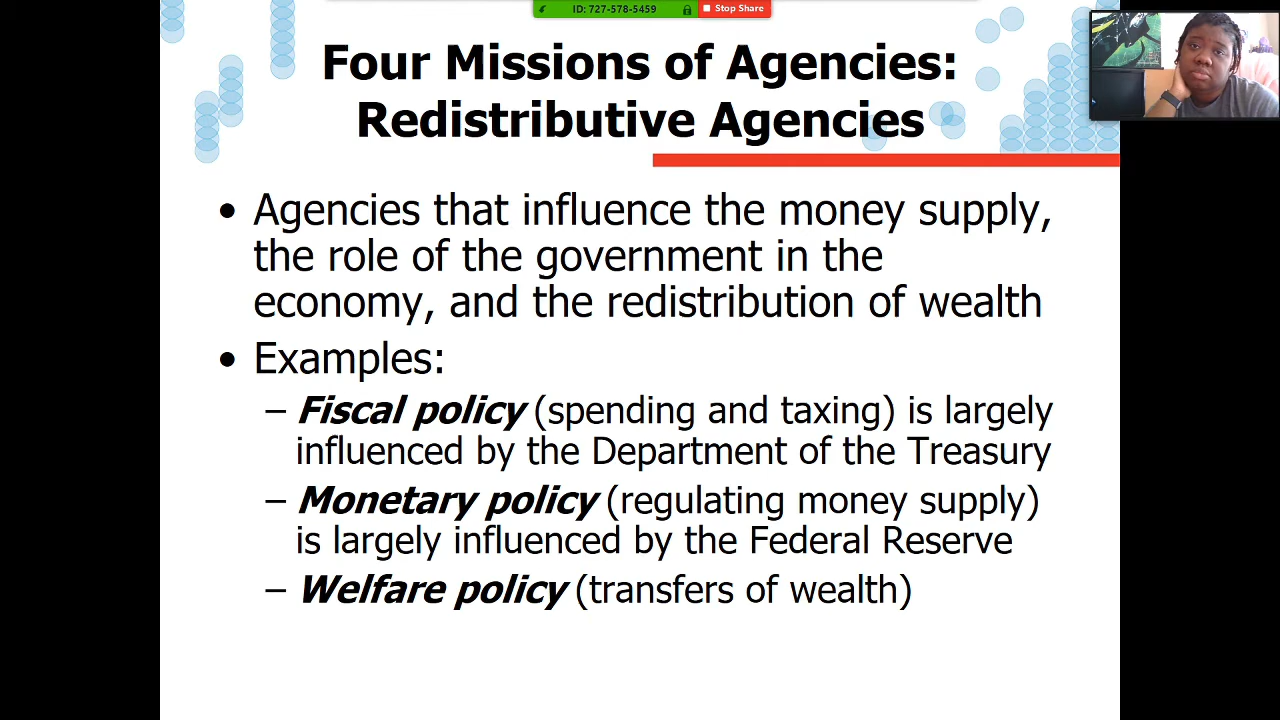 ID: 727-578-5459
Stop Share
Four Missions of Agencies:
Redistributive Agencies
• Agencies that influence the money supply,
the role of the government in the
economy, and the redistribution of wealth
• Examples:
– Fiscal policy (spending and taxing) is largely
influenced by the Department of the Treasury
– Monetary policy (regulating money supply)
is largely influenced by the Federal Reserve
– Welfare policy (transfers of wealth)